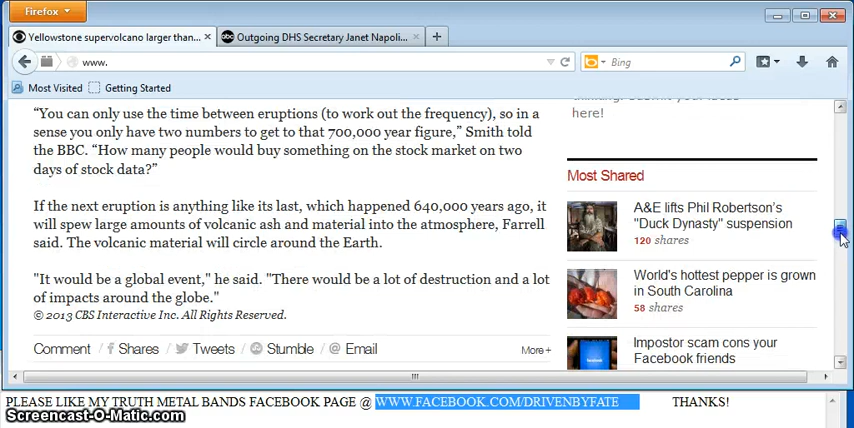 Firefox
Yellowstone supervolcano larger than...
Outgoing DHS Secretary Janet Napoli...
www.
Bing
Most Visited
Getting Started
here!
“You can only use the time between eruptions (to work out the frequency), so in a
sense you only have two numbers to get to that 700,000 year figure,” Smith told
the BBC. “How many people would buy something on the stock market on two
days of stock data?”
If the next eruption is anything like its last, which happened 640,000 years ago, it
will spew large amounts of volcanic ash and material into the atmosphere, Farrell
said. The volcanic material will circle around the Earth.
"It would be a global event," he said. "There would be a lot of destruction and a lot
of impacts around the globe."
© 2013 CBS Interactive Inc. All Rights Reserved.
Comment / f Shares / Tweets / Stumble / @ Email
More +
Most Shared
A&E lifts Phil Robertson's
"Duck Dynasty" suspension
120 shares
World's hottest pepper is grown
in South Carolina
58 shares
Impostor scam cons your
Facebook friends
PLEASE LIKE MY TRUTH METAL BANDS FACEBOOK PAGE @ WWW.FACEBOOK.COM/DRIVENBYFATE THANKS!
Screencast-O-Matic.com